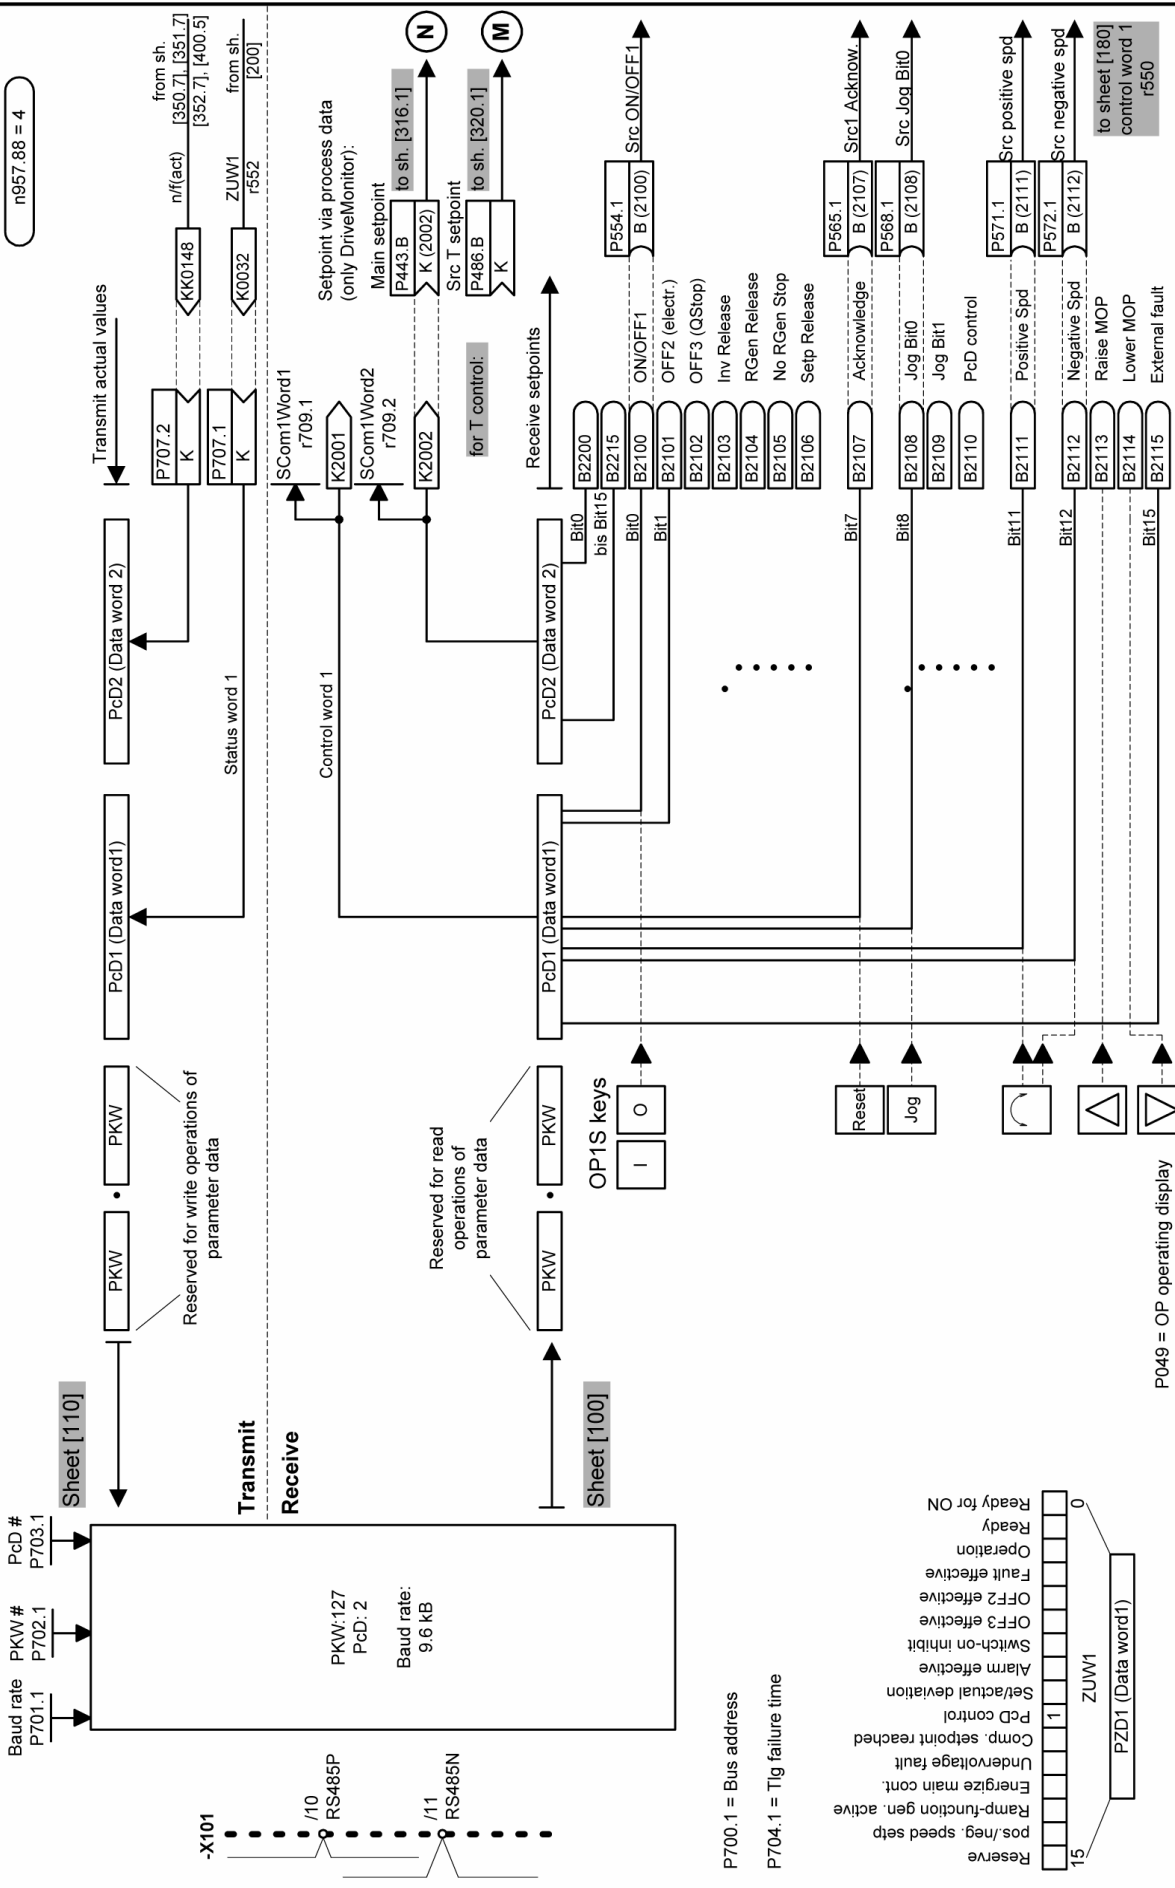 n957.88 = 4
PcD #
P703.1
PKW #
P702.1
Baud rate
P701.1
Sheet [110]
Transmit
Receive
Sheet [100]
PKW:127
PcD: 2
Baud rate:
9.6 kB
-X101
/10
RS485P
/11
RS485N
P700.1 = Bus address
P704.1 = Tlg failure time
PKW
PKW
Reserved for write operations of
parameter data
PcD1 (Data word1)
PcD2 (Data word 2)
Transmit actual values
P707.2
K
KK0148
n/f(act)
from sh.
[350.7], [351.7]
[352.7], [400.5]
P707.1
K
K0032
ZUW1
r552
from sh.
[200]
Status word 1
Control word 1
SCom1Word1
r709.1
K2001
SCom1Word2
r709.2
K2002
Setpoint via process data
(only DriveMonitor):
Main setpoint
P443.B
K (2002)
to sh. [316.1]
N
for T control:
Src T setpoint
P486.B
K
to sh. [320.1]
M
PKW
PKW
Reserved for read
operations of
parameter data
PcD1 (Data word1)
PcD2 (Data word 2)
Receive setpoints
OP1S keys
I
O
Reset
Jog
P049 = OP operating display
Bit0
B2200
bis Bit15
B2215
Bit0
B2100
ON/OFF1
P554.1
B (2100)
Src ON/OFF1
Bit1
B2101
OFF2 (electr.)
B2102
OFF3 (QStop)
B2103
Inv Release
B2104
RGen Release
B2105
No RGen Stop
B2106
Setp Release
Bit7
B2107
Acknowledge
P565.1
B (2107)
Src1 Acknow.
Bit8
B2108
Jog Bit0
P568.1
B (2108)
Src Jog Bit0
B2109
Jog Bit1
B2110
PcD control
Bit11
B2111
Positive Spd
P571.1
B (2111)
Src positive spd
Bit12
B2112
Negative Spd
P572.1
B (2112)
Src negative spd
B2113
Raise MOP
B2114
Lower MOP
Bit15
B2115
External fault
to sheet [180]
control word 1
r550
Ready for ON
Ready
Operation
Fault effective
OFF2 effective
OFF3 effective
Switch-on inhibit
Alarm effective
Set/actual deviation
PcD control
Comp. setpoint reached
Undervoltage fault
Energize main cont.
Ramp-function gen. active
pos./neg. speed setp
Reserve
1
15
ZUW1
0
PZD1 (Data word1)